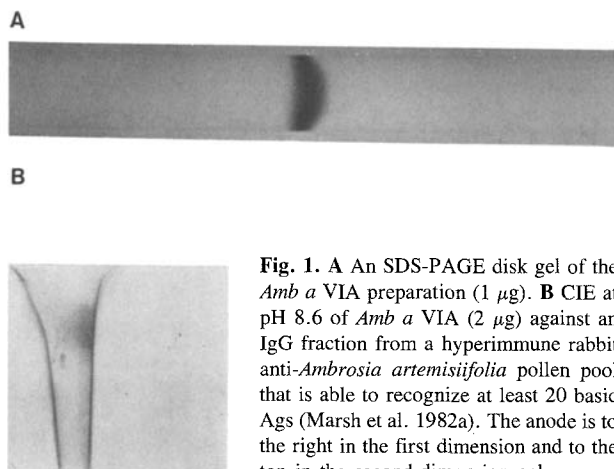 A
B
Fig. 1. A An SDS-PAGE disk gel of the
Amb a VIA preparation (1 μg). B CIE at
pH 8.6 of Amb a VIA (2 μg) against an
IgG fraction from a hyperimmune rabbit
anti-Ambrosia artemisiifolia pollen pool
that is able to recognize at least 20 basic
Ags (Marsh et al. 1982a). The anode is to
the right in the first dimension and to the